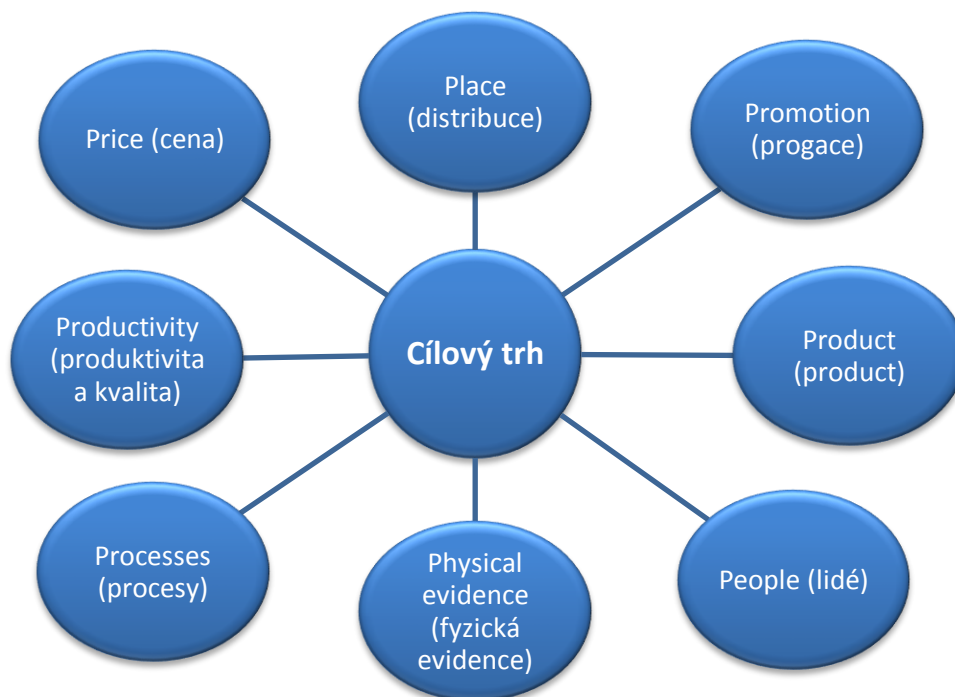 Price (cena)
Place
(distribuce)
Promotion
(progace)
Productivity
(produktivita
a kvalita)
Cílový trh
Product
(product)
Processes
(procesy)
Physical
evidence
(fyzická
evidence)
People (lidé)